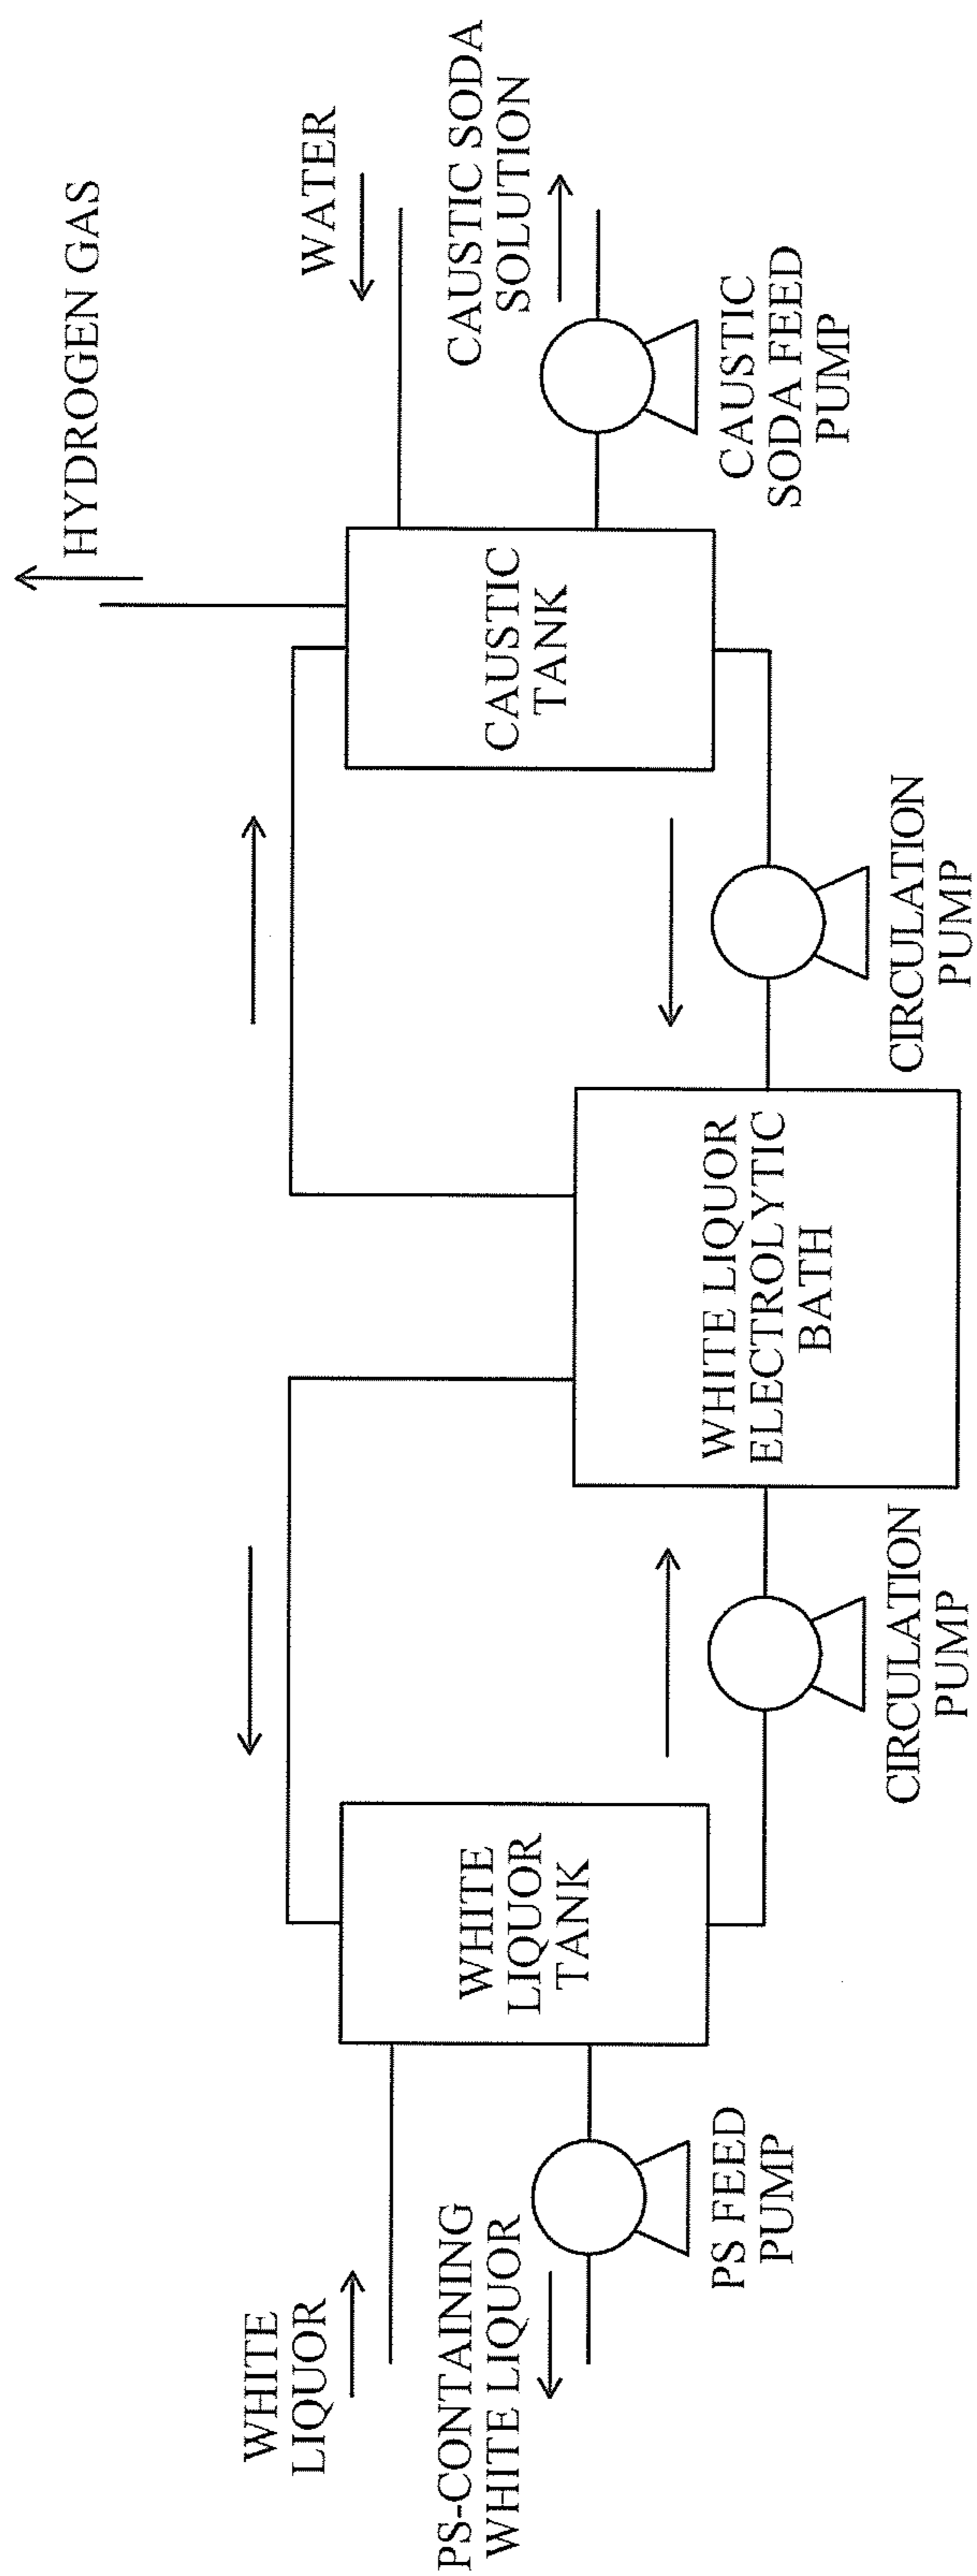 HYDROGEN GAS
WATER
CAUSTIC SODA
SOLUTION
CAUSTIC
SODA FEED
PUMP
CAUSTIC
TANK
CIRCULATION
PUMP
WHITE LIQUOR
ELECTROLYTIC
BATH
CIRCULATION
PUMP
WHITE
LIQUOR
TANK
WHITE
LIQUOR
PS-CONTAINING
WHITE LIQUOR
PS FEED
PUMP